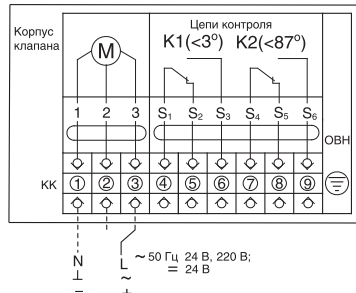 Корпус клапана
Цепи контроля
K1(<3°) K2(<87°)
M
1 2 3 S1 S2 S3 S4 S5 S6
ОВН
КК 1 2 3 4 5 6 7 8 9
N L ~50 Гц 24 В, 220 В;
= 24 В
⊥ ~
− +